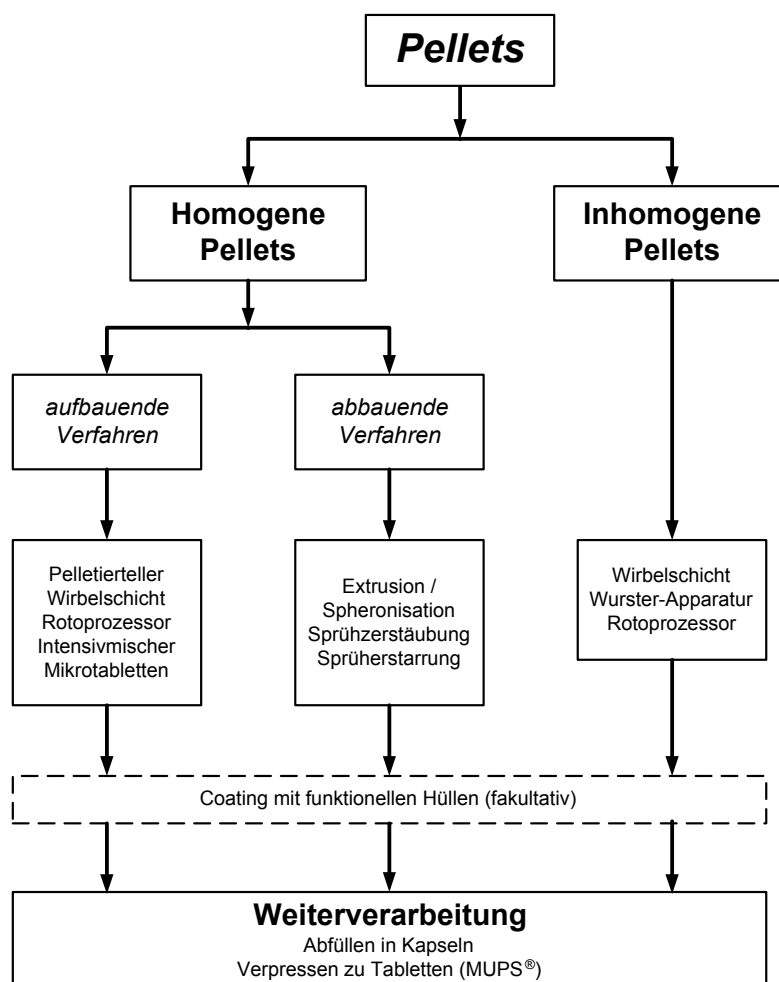 Pellets
Homogene
Pellets
Inhomogene
Pellets
aufbauende
Verfahren
abbauende
Verfahren
Pelletierteller
Wirbelschicht
Rotoprozessor
Intensivmischer
Mikrotabletten
Extrusion /
Spheronisation
Sprühzerstäubung
Sprüherstarrung
Wirbelschicht
Wurster-Apparatur
Rotoprozessor
Coating mit funktionellen Hüllen (fakultativ)
Weiterverarbeitung
Abfüllen in Kapseln
Verpressen zu Tabletten (MUPS®)